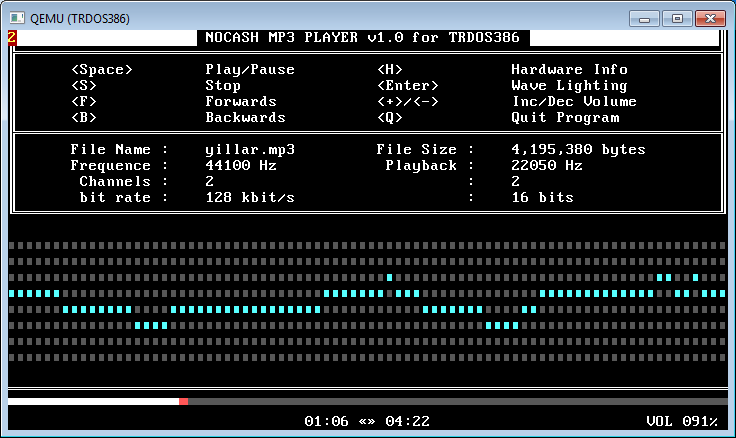 QEMU (TRDOS386)
2 NOCASH MP3 PLAYER v1.0 for TRDOS386
<Space> Play/Pause <H> Hardware Info
<S> Stop <Enter> Wave Lighting
<F> Forwards <+>/<-> Inc/Dec Volume
<B> Backwards <Q> Quit Program
File Name : yillar.mp3 File Size : 4,195,380 bytes
Frequence : 44100 Hz Playback : 22050 Hz
Channels : 2 : 2
bit rate : 128 kbit/s : 16 bits
01:06 «» 04:22 VOL 091%